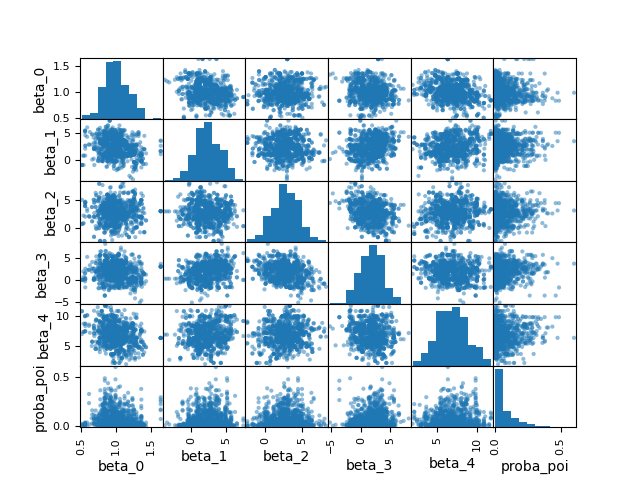 1.5
1.0
0.5
beta_0
5
0
beta_1
5
0
beta_2
5
0
−5
beta_3
10
5
beta_4
0.5
0.0
proba_poi
0.5 1.0 1.5 0 5 0 5 −5 0 5 5 10 0.0 0.5
beta_0 beta_1 beta_2 beta_3 beta_4 proba_poi